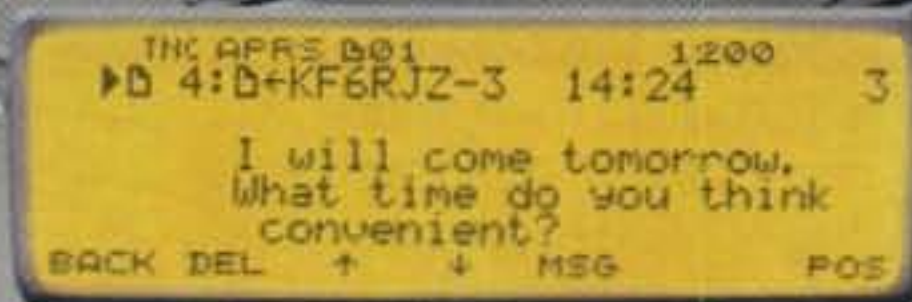 TNC APRS D01 1200
▶D 4:D←KF6RJZ-3 14:24 3
I will come tomorrow.
What time do you think
convenient?
BACK DEL ↑ ↓ MSG POS